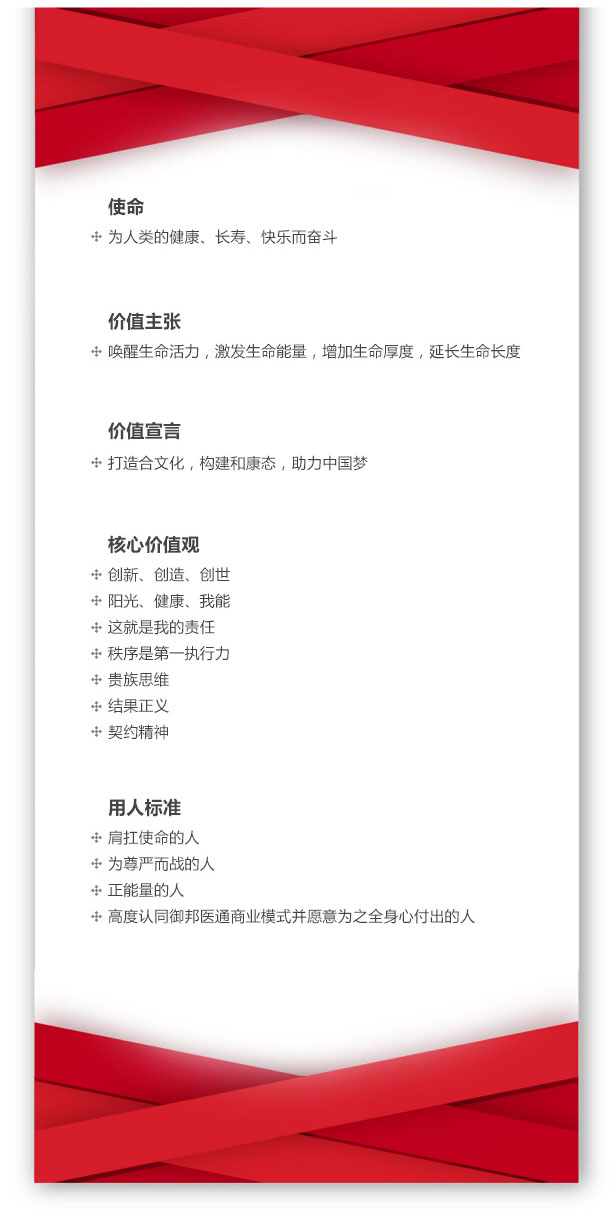 使命
为人类的健康、长寿、快乐而奋斗
价值主张
唤醒生命活力，激发生命能量，增加生命厚度，延长生命长度
价值宣言
打造合文化，构建和康态，助力中国梦
核心价值观
创新、创造、创世
阳光、健康、我能
这就是我的责任
秩序是第一执行力
贵族思维
结果正义
契约精神
用人标准
肩扛使命的人
为尊严而战的人
正能量的人
高度认同御邦医通商业模式并愿意为之全身心付出的人